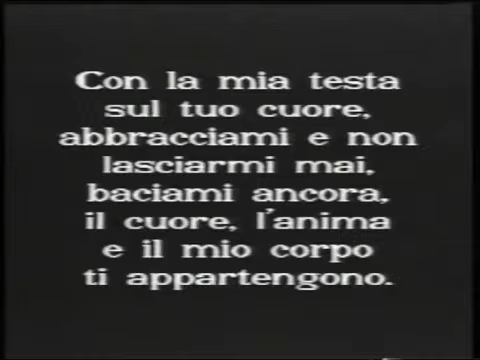 Con la mia testa
sul tuo cuore,
abbracciami e non
lasciarmi mai,
baciami ancora,
il cuore, l'anima
e il mio corpo
ti appartengono.